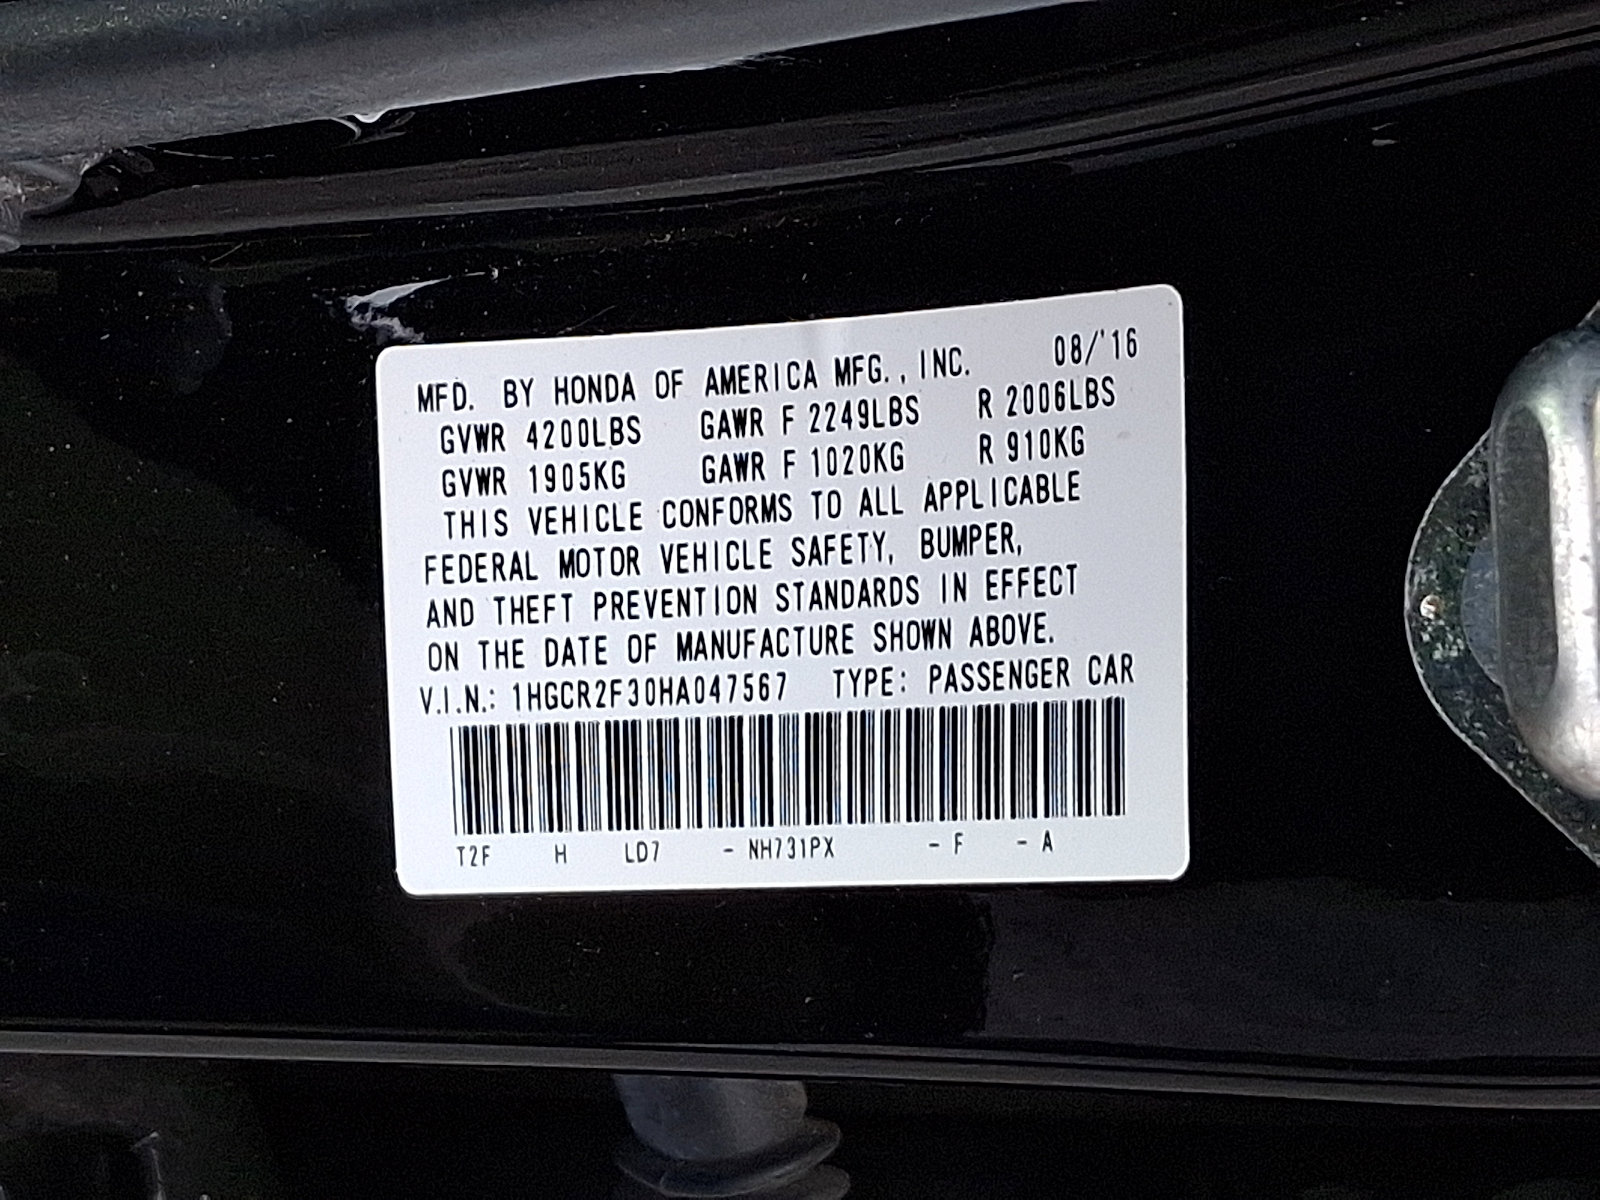 MFD. BY HONDA OF AMERICA MFG., INC. 08/'16
GVWR 4200LBS GAWR F 2249LBS R 2006LBS
GVWR 1905KG GAWR F 1020KG R 910KG
THIS VEHICLE CONFORMS TO ALL APPLICABLE
FEDERAL MOTOR VEHICLE SAFETY, BUMPER,
AND THEFT PREVENTION STANDARDS IN EFFECT
ON THE DATE OF MANUFACTURE SHOWN ABOVE.
V.I.N.: 1HGCR2F30HA047567 TYPE: PASSENGER CAR
T2F H LD7 - NH731PX - F - A